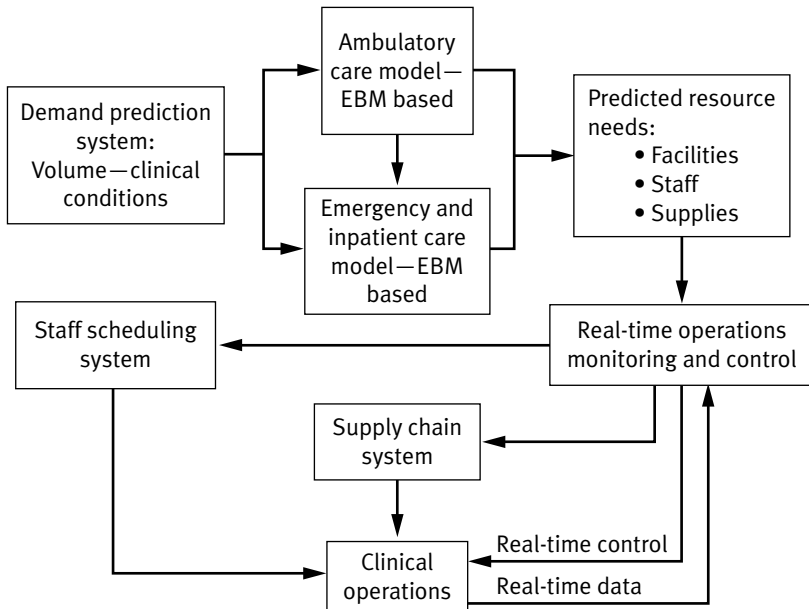 Demand prediction
system:
Volume—clinical
conditions
Ambulatory
care model—
EBM based
Emergency and
inpatient care
model—EBM
based
Predicted resource
needs:
• Facilities
• Staff
• Supplies
Staff scheduling
system
Real-time operations
monitoring and control
Supply chain
system
Clinical
operations
Real-time control
Real-time data